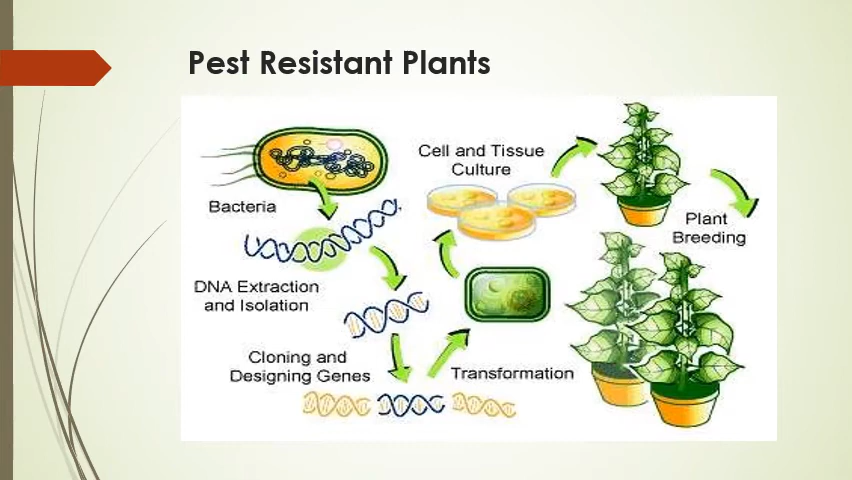 Pest Resistant Plants
Cell and Tissue
Culture
Bacteria
Plant
Breeding
DNA Extraction
and Isolation
Cloning and
Designing Genes
Transformation